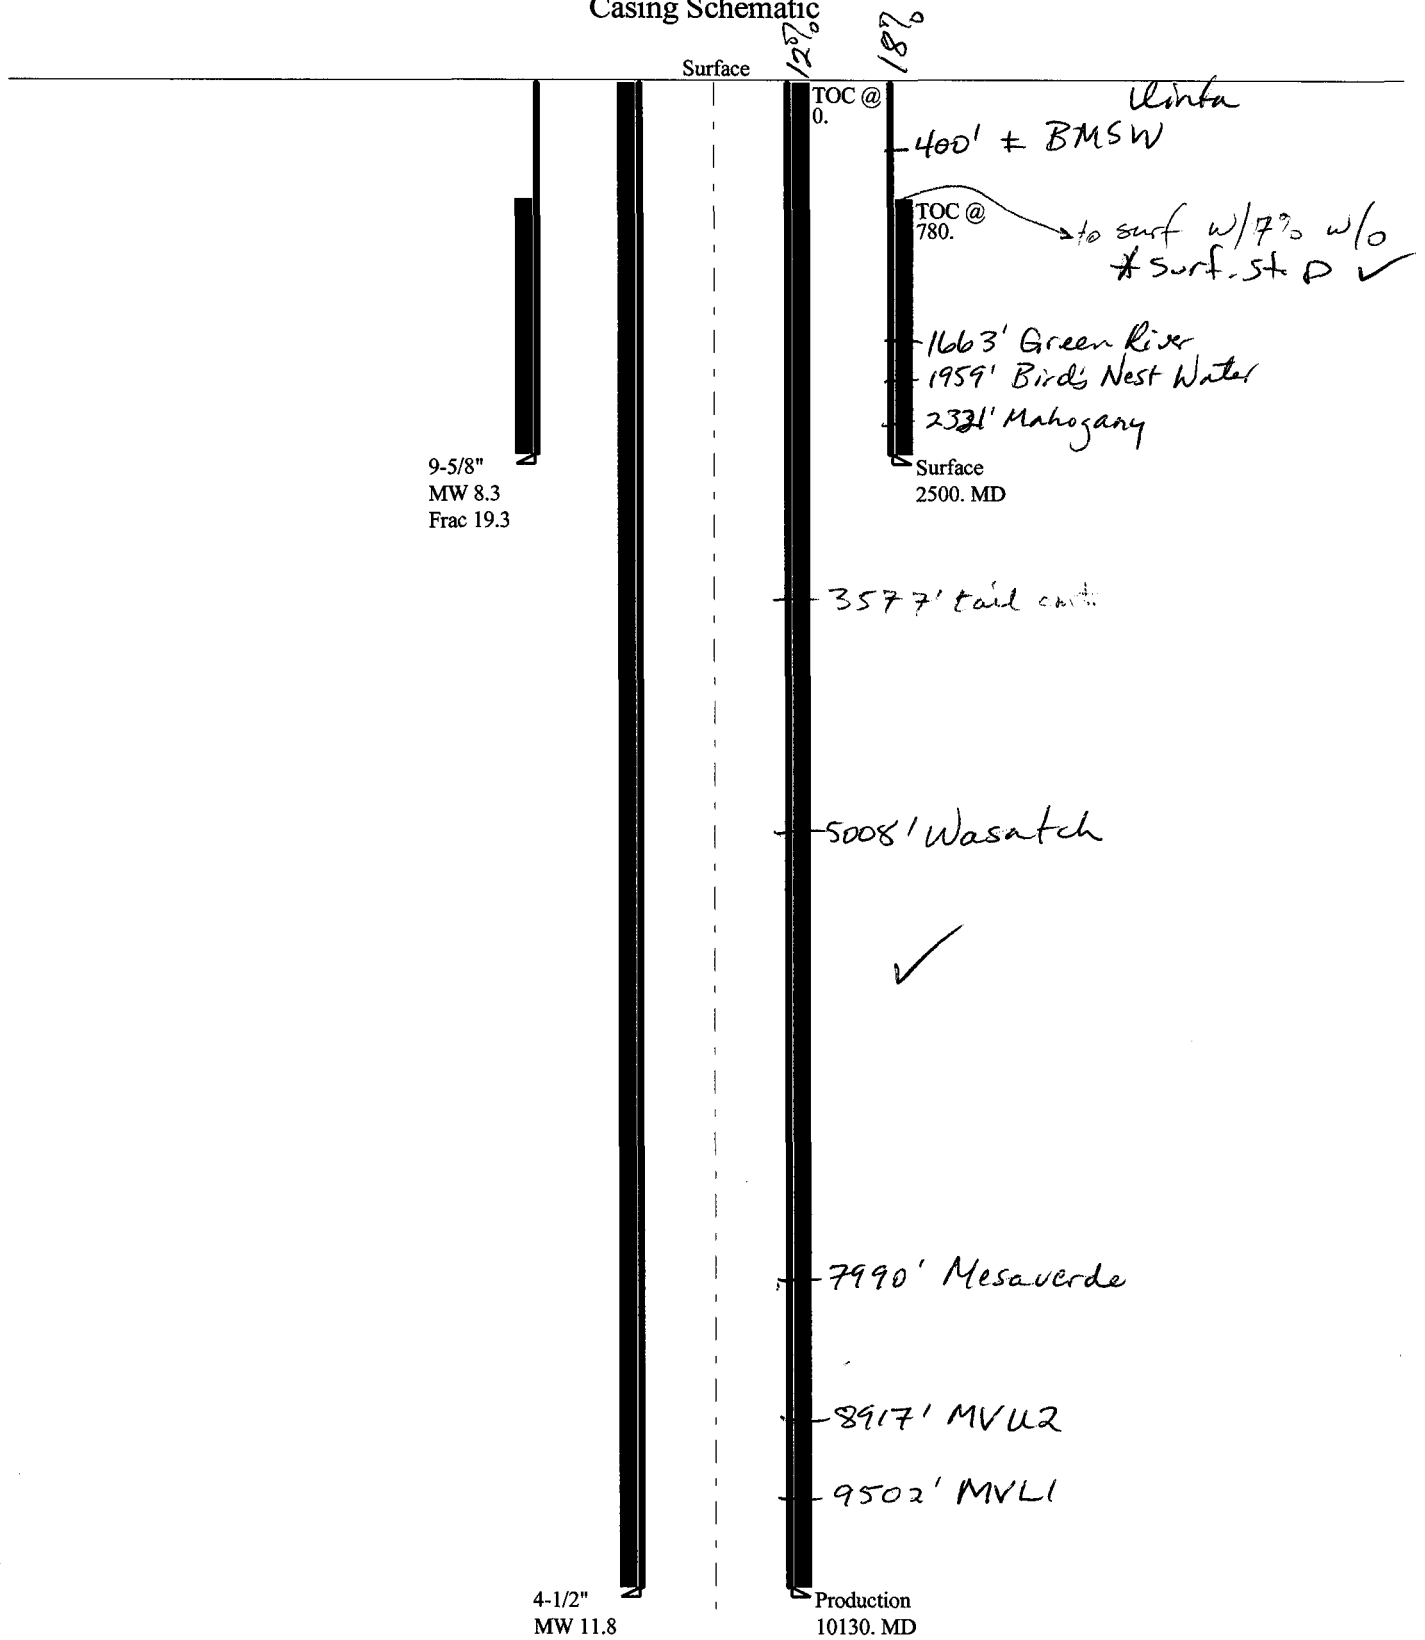 Casing Schematic
12%
18%
Surface
TOC @
0.
Uinta
400' ± BMSW
TOC @
780.
to surf w/7% w/o
* Surf. st. ✓
1663' Green River
1959' Bird's Nest Water
2331' Mahogany
9-5/8"
MW 8.3
Frac 19.3
Surface
2500. MD
3577' tail cmt.
5008' Wasatch
✓
7990' Mesaverde
8917' MVU2
9502' MVL1
4-1/2"
MW 11.8
Production
10130. MD